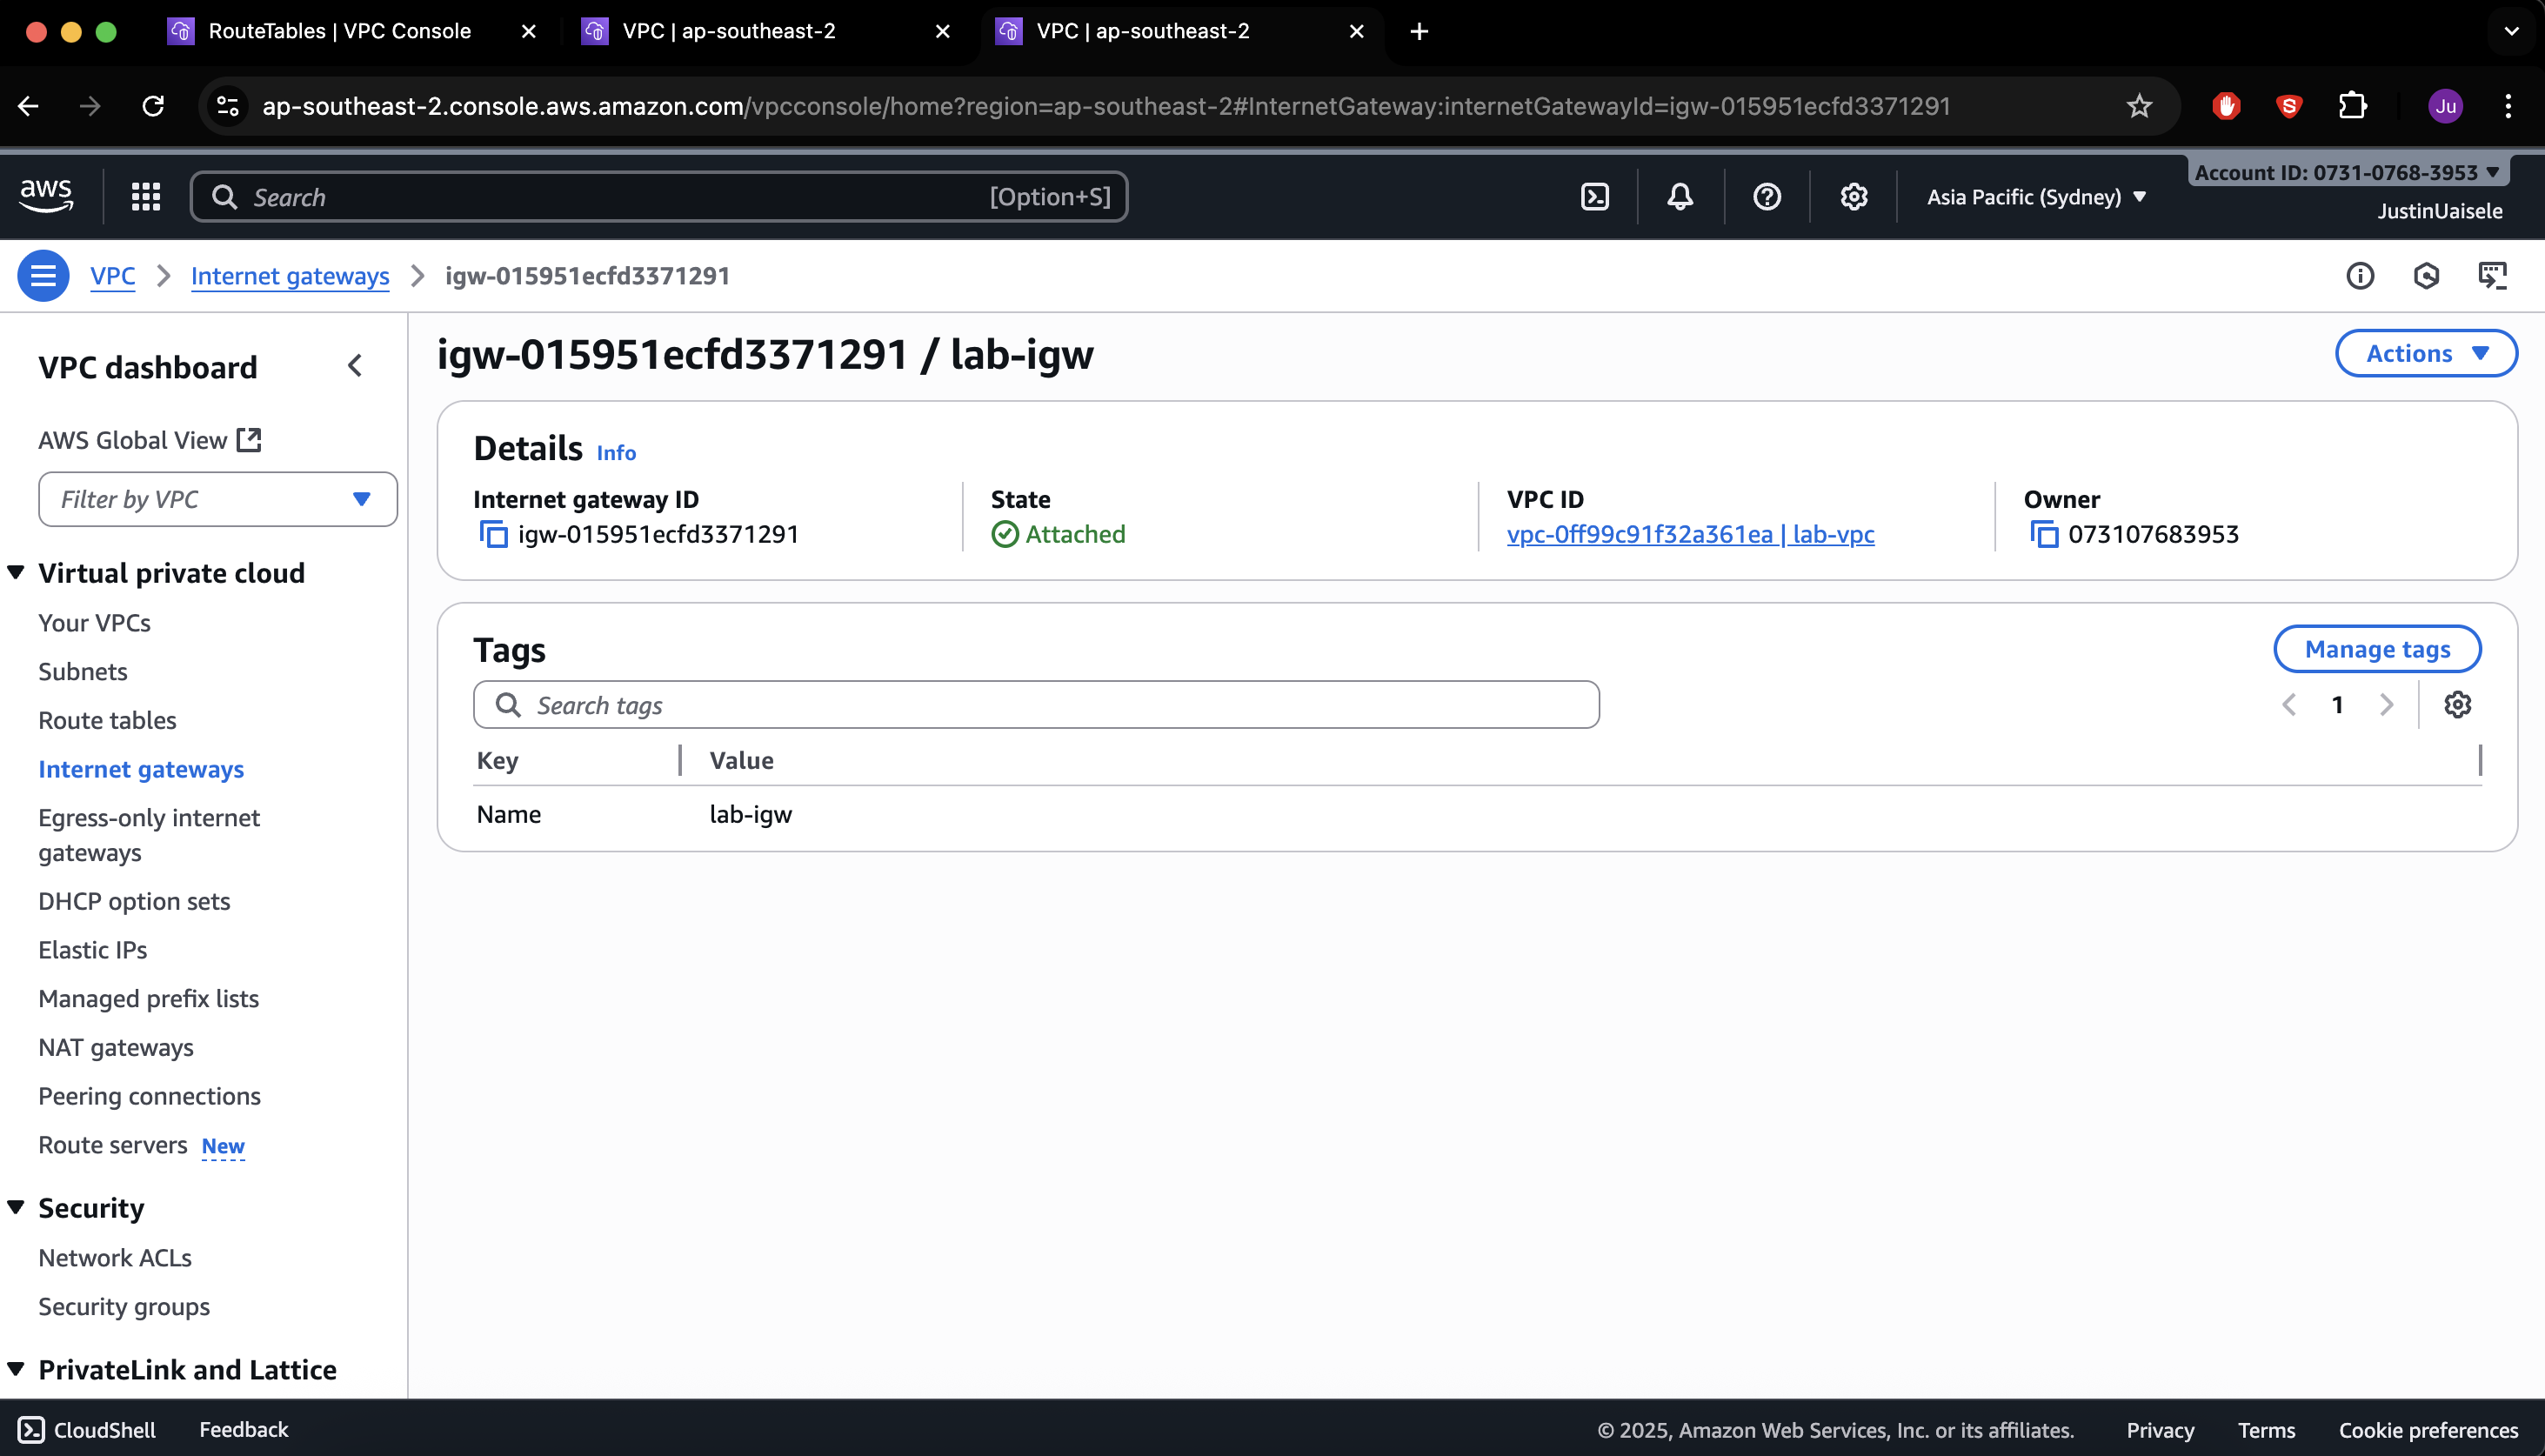 RouteTables | VPC Console
VPC | ap-southeast-2
VPC | ap-southeast-2
ap-southeast-2.console.aws.amazon.com/vpcconsole/home?region=ap-southeast-2#InternetGateway:internetGatewayId=igw-015951ecfd3371291
Ju
aws
Search
[Option+S]
Asia Pacific (Sydney)
Account ID: 0731-0768-3953
JustinUaisele
VPC
Internet gateways
igw-015951ecfd3371291
VPC dashboard
AWS Global View
Filter by VPC
Virtual private cloud
Your VPCs
Subnets
Route tables
Internet gateways
Egress-only internet
gateways
DHCP option sets
Elastic IPs
Managed prefix lists
NAT gateways
Peering connections
Route servers New
Security
Network ACLs
Security groups
PrivateLink and Lattice
igw-015951ecfd3371291 / lab-igw
Actions
Details Info
Internet gateway ID
igw-015951ecfd3371291
State
Attached
VPC ID
vpc-0ff99c91f32a361ea | lab-vpc
Owner
073107683953
Tags
Manage tags
Search tags
1
Key
Value
Name
lab-igw
CloudShell
Feedback
© 2025, Amazon Web Services, Inc. or its affiliates.
Privacy
Terms
Cookie preferences